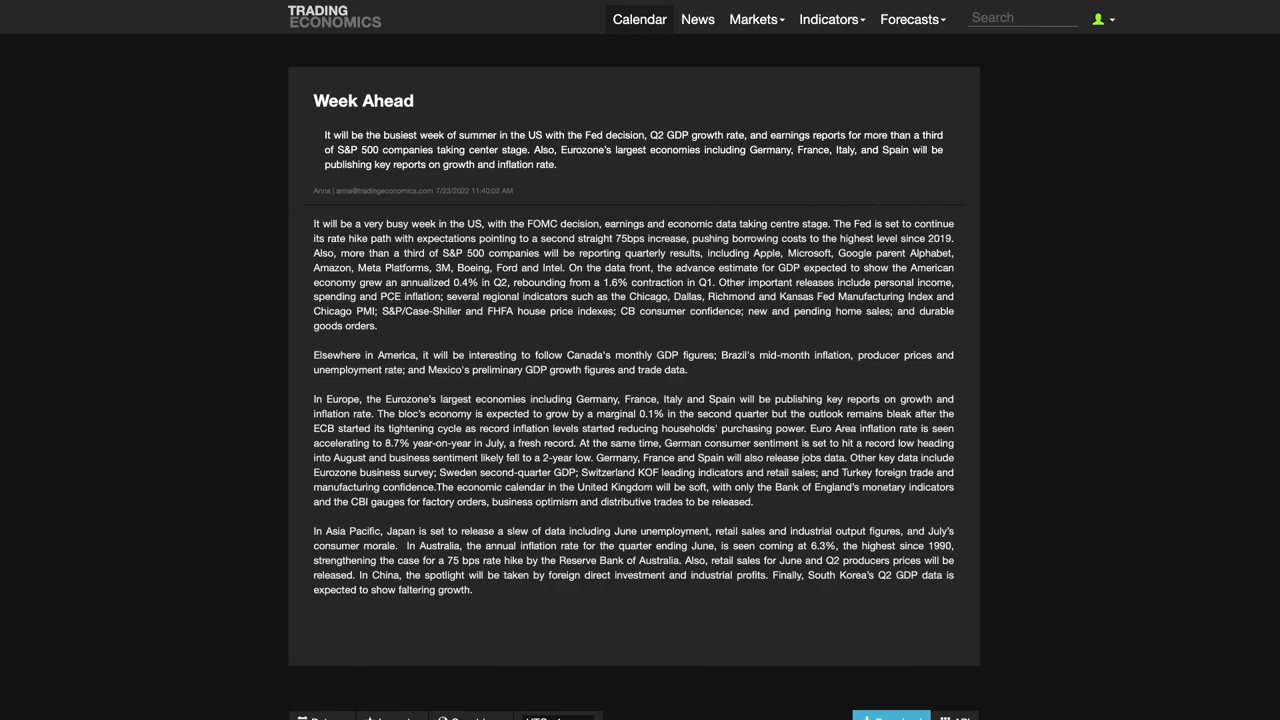 TRADING
ECONOMICS
Calendar News Markets Indicators Forecasts Search
Week Ahead
It will be the busiest week of summer in the US with the Fed decision, Q2 GDP growth rate, and earnings reports for more than a third
of S&P 500 companies taking center stage. Also, Eurozone's largest economies including Germany, France, Italy, and Spain will be
publishing key reports on growth and inflation rate.
Anna | anna@tradingeconomics.com 7/23/2022 11:40:02 AM
It will be a very busy week in the US, with the FOMC decision, earnings and economic data taking centre stage. The Fed is set to continue
its rate hike path with expectations pointing to a second straight 75bps increase, pushing borrowing costs to the highest level since 2019.
Also, more than a third of S&P 500 companies will be reporting quarterly results, including Apple, Microsoft, Google parent Alphabet,
Amazon, Meta Platforms, 3M, Boeing, Ford and Intel. On the data front, the advance estimate for GDP expected to show the American
economy grew an annualized 0.4% in Q2, rebounding from a 1.6% contraction in Q1. Other important releases include personal income,
spending and PCE inflation; several regional indicators such as the Chicago, Dallas, Richmond and Kansas Fed Manufacturing Index and
Chicago PMI; S&P/Case-Shiller and FHFA house price indexes; CB consumer confidence; new and pending home sales; and durable
goods orders.
Elsewhere in America, it will be interesting to follow Canada's monthly GDP figures; Brazil's mid-month inflation, producer prices and
unemployment rate; and Mexico's preliminary GDP growth figures and trade data.
In Europe, the Eurozone's largest economies including Germany, France, Italy and Spain will be publishing key reports on growth and
inflation rate. The bloc's economy is expected to grow by a marginal 0.1% in the second quarter but the outlook remains bleak after the
ECB started its tightening cycle as record inflation levels started reducing households' purchasing power. Euro Area inflation rate is seen
accelerating to 8.7% year-on-year in July, a fresh record. At the same time, German consumer sentiment is set to hit a record low heading
into August and business sentiment likely fell to a 2-year low. Germany, France and Spain will also release jobs data. Other key data include
Eurozone business survey; Sweden second-quarter GDP; Switzerland KOF leading indicators and retail sales; and Turkey foreign trade and
manufacturing confidence.The economic calendar in the United Kingdom will be soft, with only the Bank of England's monetary indicators
and the CBI gauges for factory orders, business optimism and distributive trades to be released.
In Asia Pacific, Japan is set to release a slew of data including June unemployment, retail sales and industrial output figures, and July's
consumer morale. In Australia, the annual inflation rate for the quarter ending June, is seen coming at 6.3%, the highest since 1990,
strengthening the case for a 75 bps rate hike by the Reserve Bank of Australia. Also, retail sales for June and Q2 producers prices will be
released. In China, the spotlight will be taken by foreign direct investment and industrial profits. Finally, South Korea's Q2 GDP data is
expected to show faltering growth.